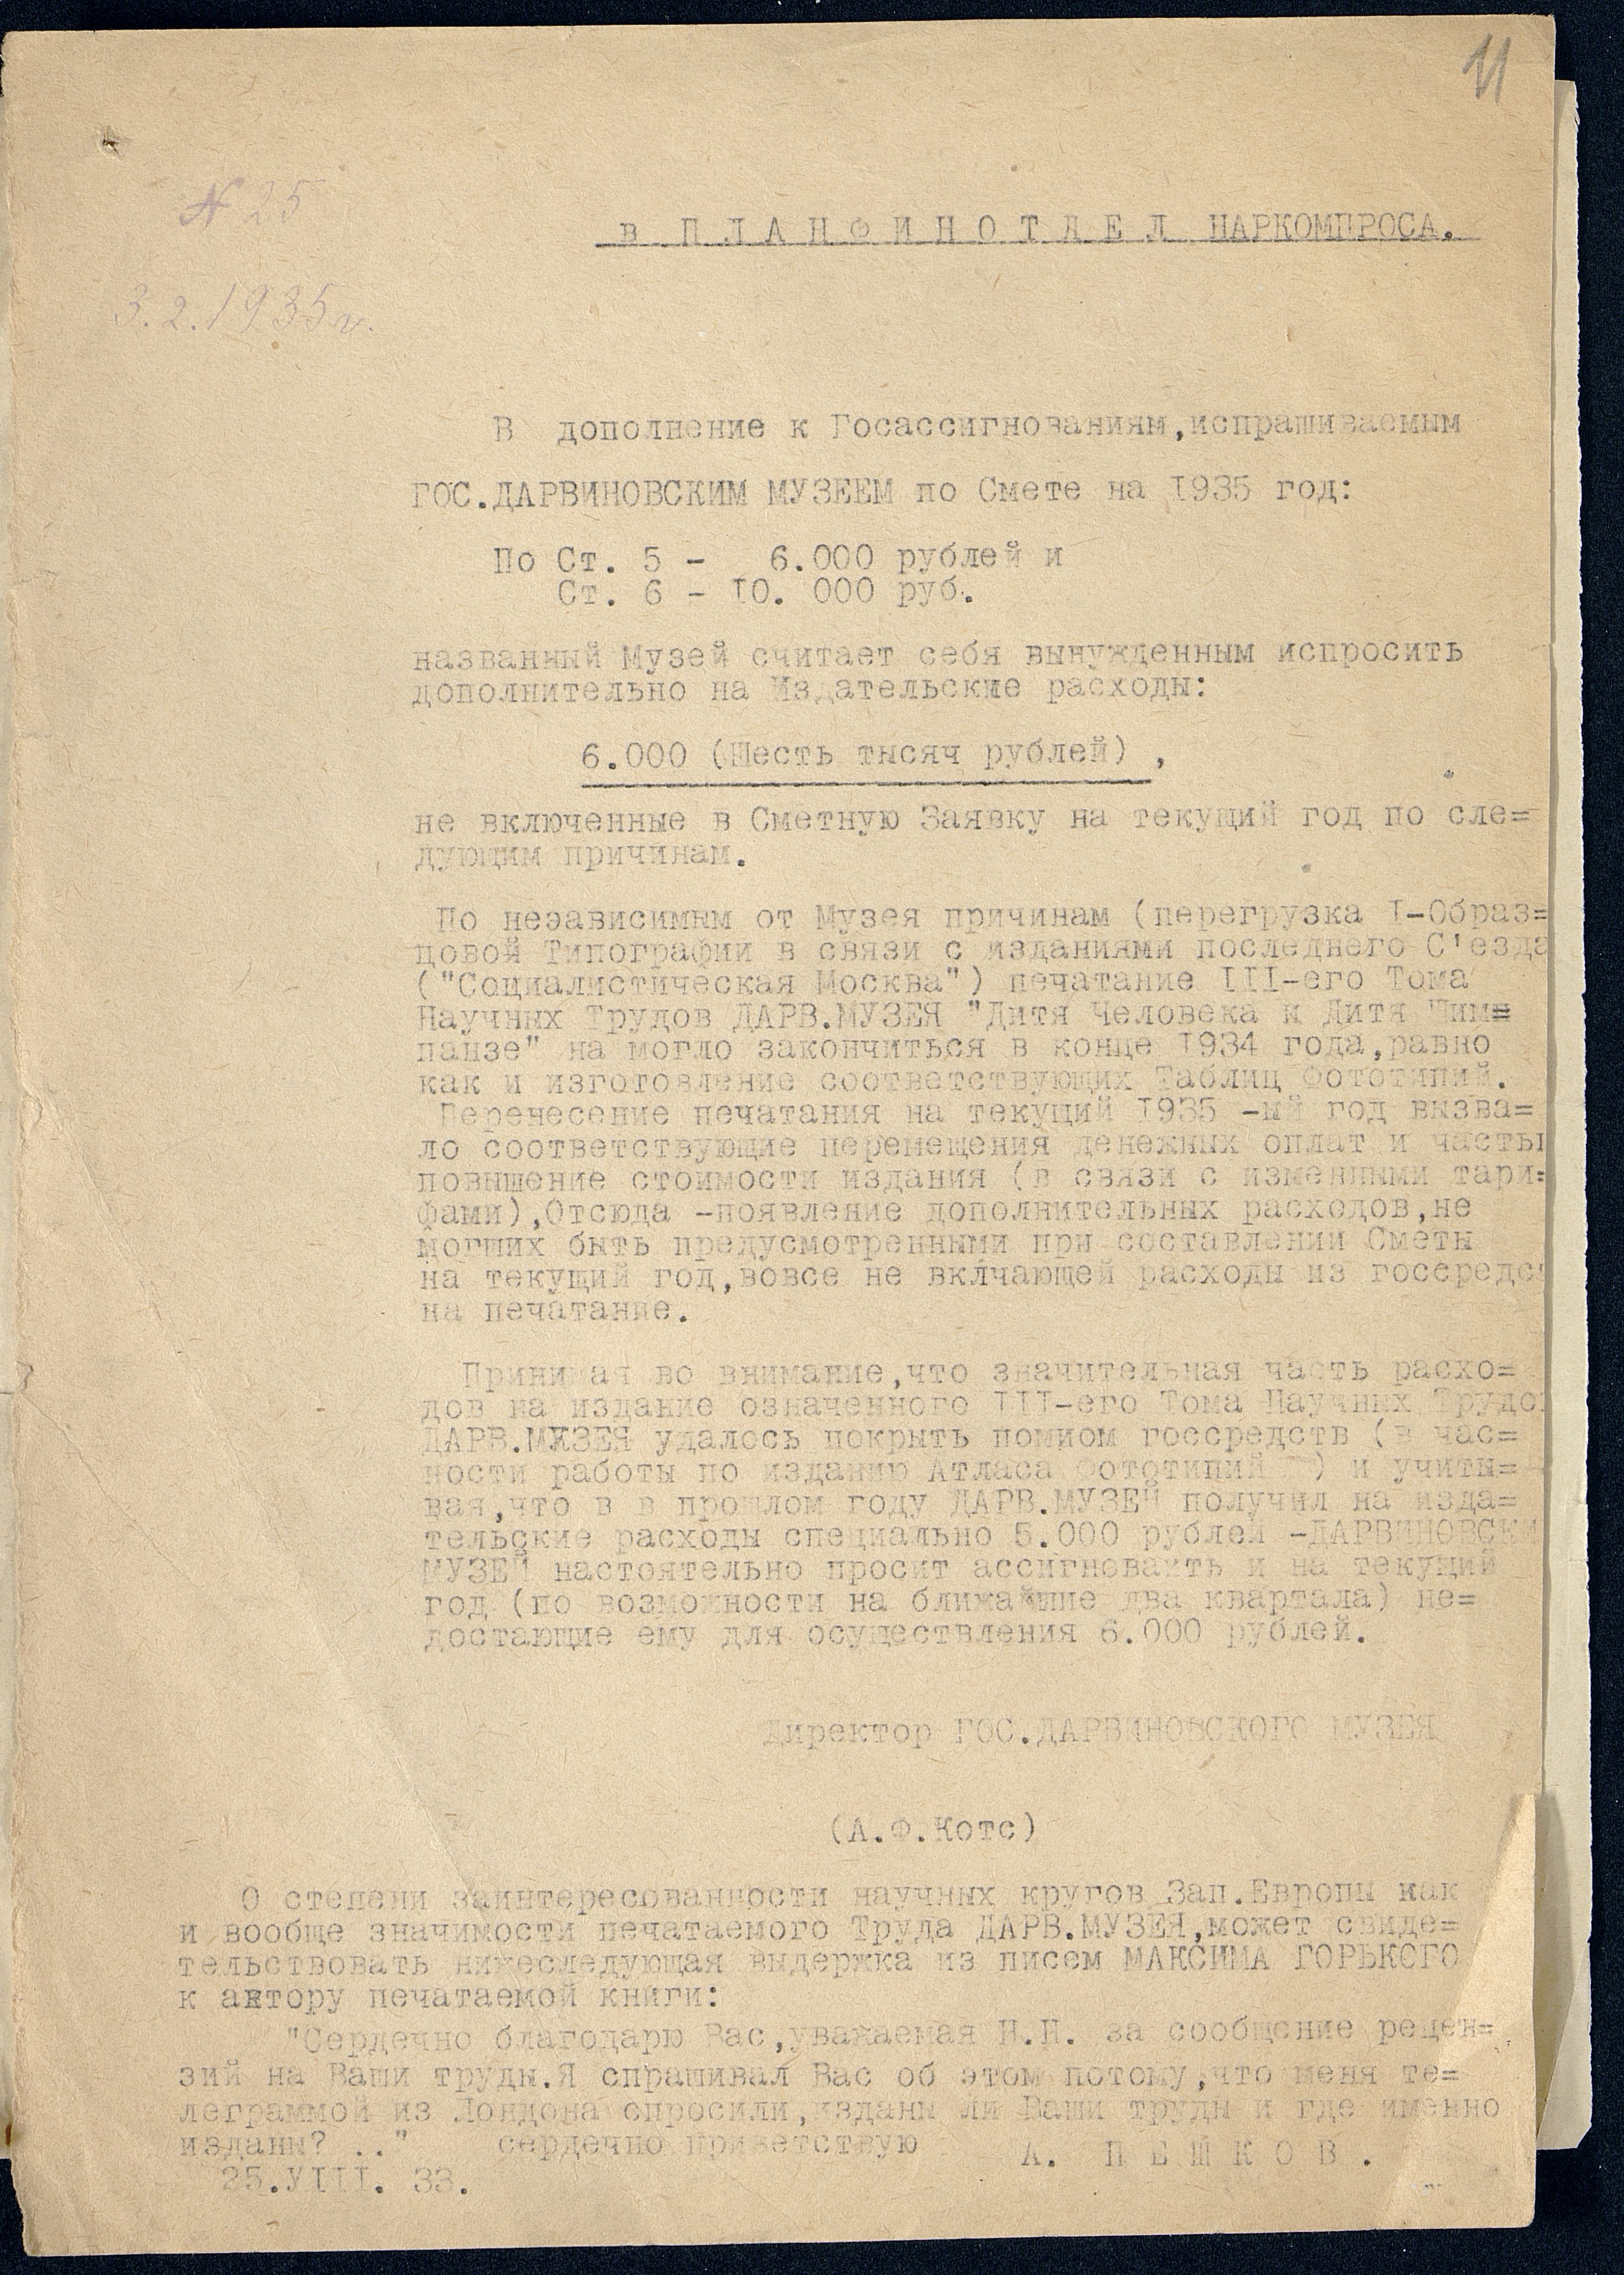 11
№ 25
в ПЛАНФИНОТДЕЛ НАРКОМПРОСА.
3.2.1935г.
В дополнение к Госассигнованиям,испрашиваемым
ГОС.ДАРВИНОВСКИМ МУЗЕЕМ по Смете на 1935 год:
По Ст. 5 - 6.000 рублей и
Ст. 6 - 10. 000 руб.
названный Музей считает себя вынужденным испросить
дополнительно на Издательские расходы:
6.000 (Шесть тысяч рублей) ,
не включенные в Сметную Заявку на текущий год по сле=
дующим причинам.
По независимым от Музея причинам (перегрузка I-Образ=
цовой Типографии в связи с изданиями последнего С'езда
("Социалистическая Москва") печатание III-его Тома
Научных Трудов ДАРВ.МУЗЕЯ "Дитя Человека и Дитя Шим=
панзе" на могло закончиться в конце 1934 года,равно
как и изготовление соответствующих Таблиц Фототипий.
Перенесение печатания на текущий 1935 -ый год вызва=
ло соответствующие перемещения денежных оплат и часты
повышение стоимости издания (в связи с измениыми тари=
фами),Отсюда -появление дополнительных расходов,не
могших быть предусмотренными при составлении Сметы
на текущий год,вовсе не вклчающей расходы из госсредс
на печатание.
Принимая во внимание,что значительная часть расхо=
дов на издание означенного III-его Тома Научных Трудо
ДАРВ.МУЗЕЯ удалось покрыть помиом госсредств (в час=
ности работы по изданию Атласа Фототипий ) и учиты=
вая,что в в прошлом году ДАРВ.МУЗЕЙ получил на изда=
тельские расходы специально 5.000 рублей -ДАРВИНОВСКИ
МУЗЕЙ настоятельно просит ассигноваить и на текущий
год (по возможности на ближайшие два квартала) не=
достающие ему для осуществления 6.000 рублей.
Директор ГОС.ДАРВИНОВСКОГО МУЗЕЯ
(А.Ф.Котс)
О степени заинтересованности научных кругов Зап.Европы как
и вообще значимости печатаемого Труда ДАРВ.МУЗЕЯ,может свиде=
тельствовать нижеследующая выдержка из писем МАКСИМА ГОРЬКОГО
к автору печатаемой книги:
"Сердечно благодарю Вас,уважаемая Н.Н. за сообщение рецен=
зий на Ваши труды.Я спрашивал Вас об этом потому,что меня те=
леграммой из Лондона спросили,изданы ли Ваши труды и где именно
изданы? .." сердечно приветствую А. ПЕШКОВ.
25.УIII. 33.